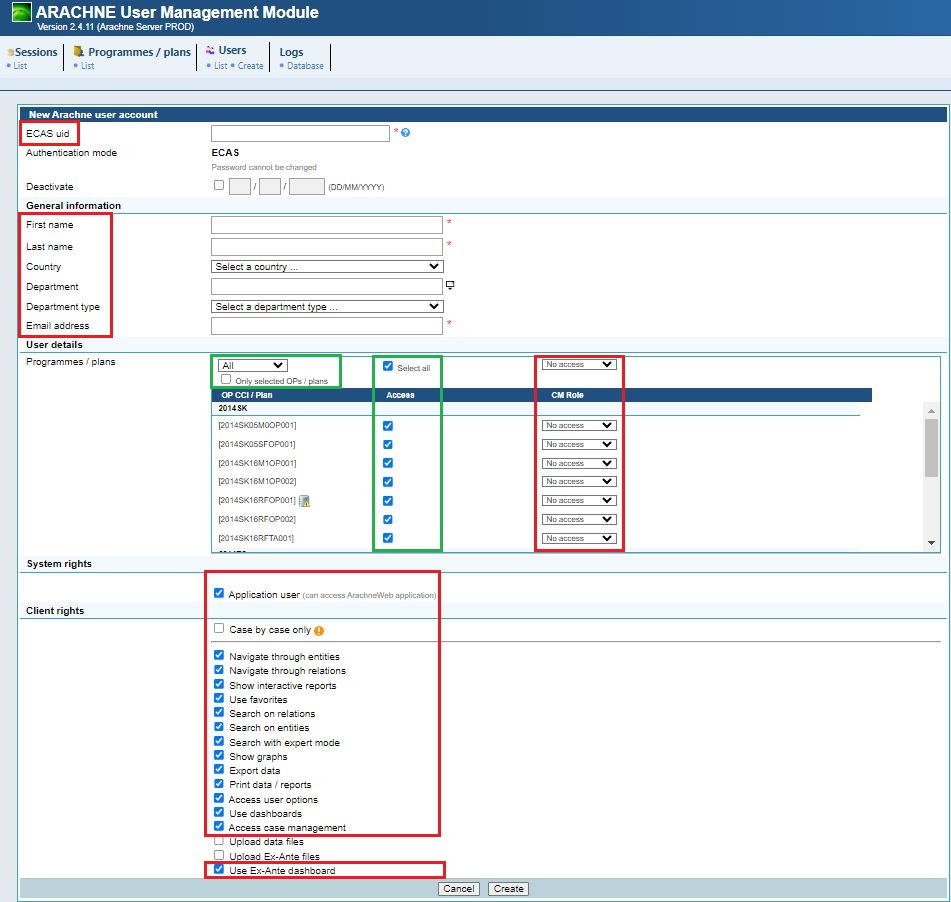 ARACHNE User Management Module
Version 2.4.11 (Arachne Server PROD)
Sessions
List
Programmes / plans
List
Users
List Create
Logs
Database
New Arachne user account
ECAS uid *
Authentication mode ECAS
Password cannot be changed
Deactivate / / (DD/MM/YYYY)
General information
First name *
Last name *
Country Select a country ...
Department
Department type Select a department type ...
Email address *
User details
Programmes / plans All Select all No access
Only selected OPs / plans
OP CCI / Plan Access CM Role
2014SK
[2014SK05M0OP001] No access
[2014SK05SFOP001] No access
[2014SK16M1OP001] No access
[2014SK16M1OP002] No access
[2014SK16RFOP001] No access
[2014SK16RFOP002] No access
[2014SK16RFTA001] No access
System rights
Application user (can access ArachneWeb application)
Client rights
Case by case only
Navigate through entities
Navigate through relations
Show interactive reports
Use favorites
Search on relations
Search on entities
Search with expert mode
Show graphs
Export data
Print data / reports
Access user options
Use dashboards
Access case management
Upload data files
Upload Ex-Ante files
Use Ex-Ante dashboard
Cancel Create